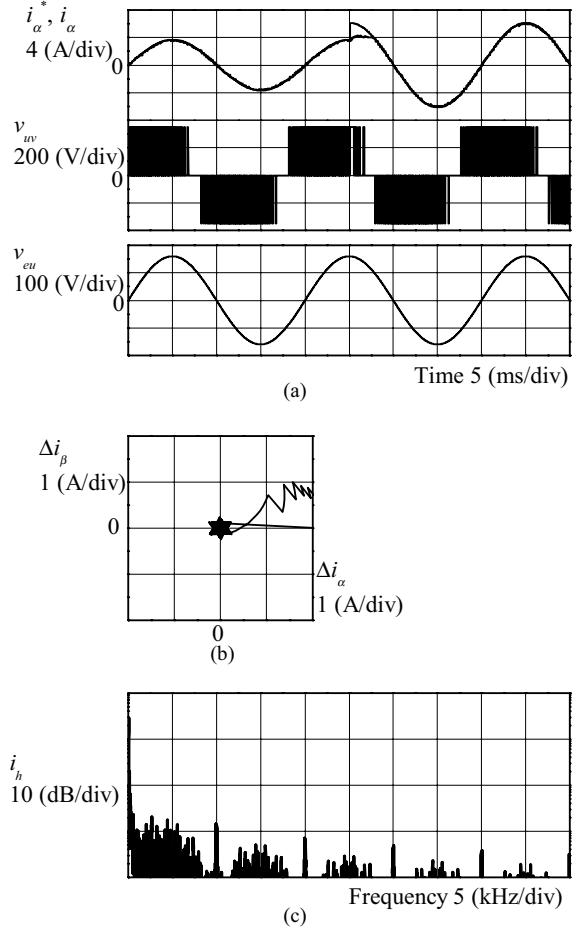 i_α^*, i_α
4 (A/div)
0
v_uv
200 (V/div)
0
v_eu
100 (V/div)
0
Time 5 (ms/div)
(a)
Δi_β
1 (A/div)
0
Δi_α
1 (A/div)
0
(b)
i_h
10 (dB/div)
Frequency 5 (kHz/div)
(c)